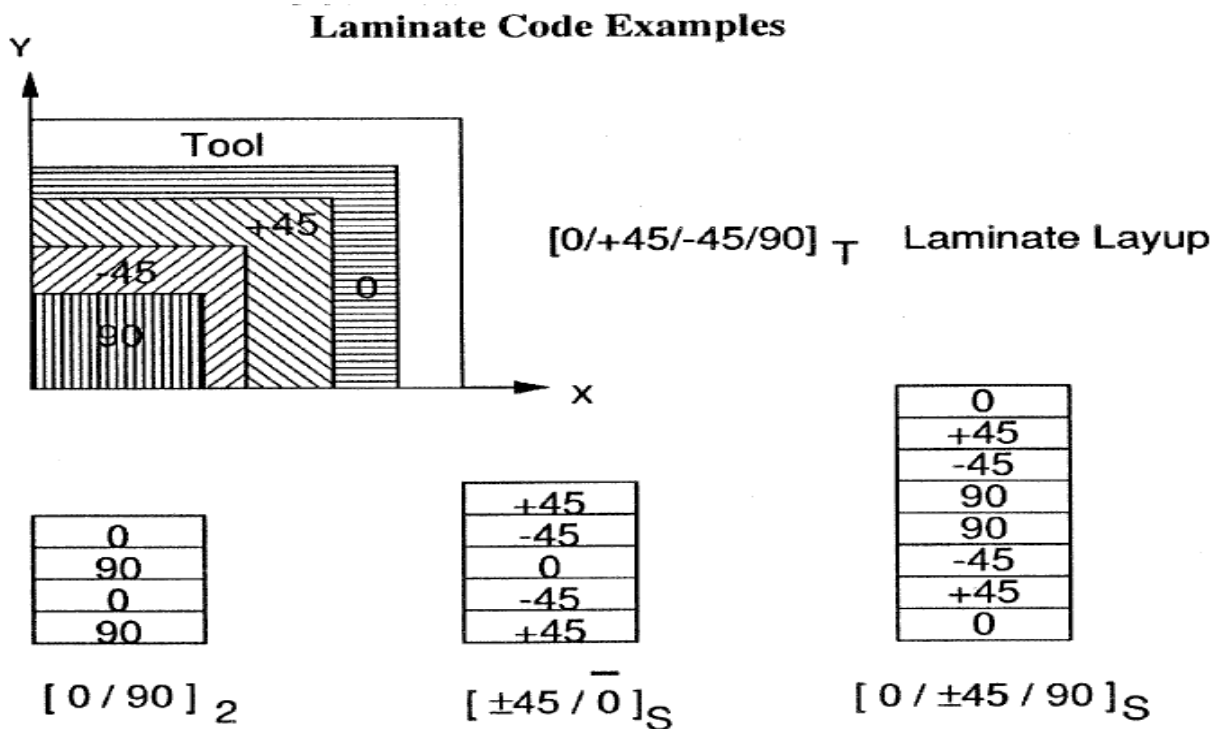 Laminate Code Examples
Y
Tool
+45
-45
0
90
[0/+45/-45/90] T Laminate Layup
X
0
90
0
90
[ 0 / 90 ] 2
+45
-45
0
-45
+45
[ ±45 / 0̅ ]S
0
+45
-45
90
90
-45
+45
0
[ 0 / ±45 / 90 ]S